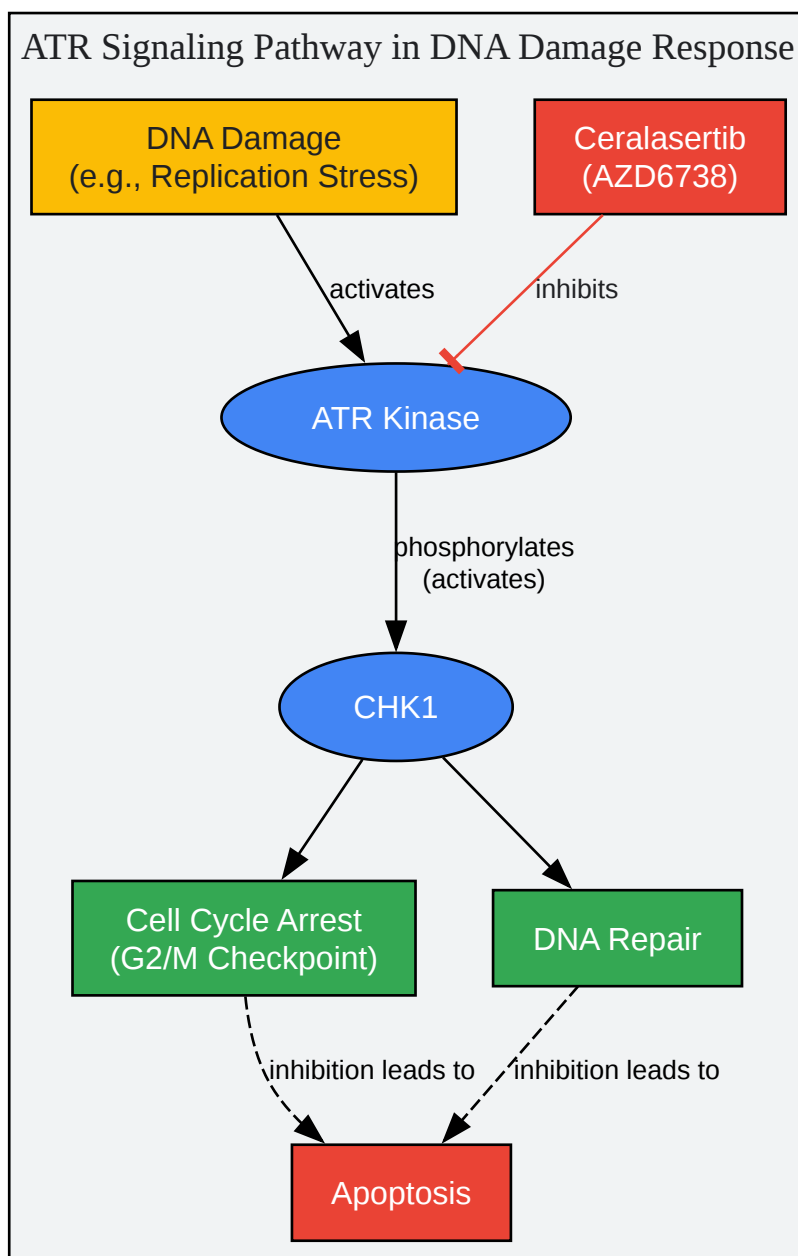 ATR Signaling Pathway in DNA Damage Response
DNA Damage
(e.g., Replication Stress)
Ceralasertib
(AZD6738)
activates
inhibits
ATR Kinase
phosphorylates
(activates)
CHK1
Cell Cycle Arrest
(G2/M Checkpoint)
DNA Repair
inhibition leads to
inhibition leads to
Apoptosis